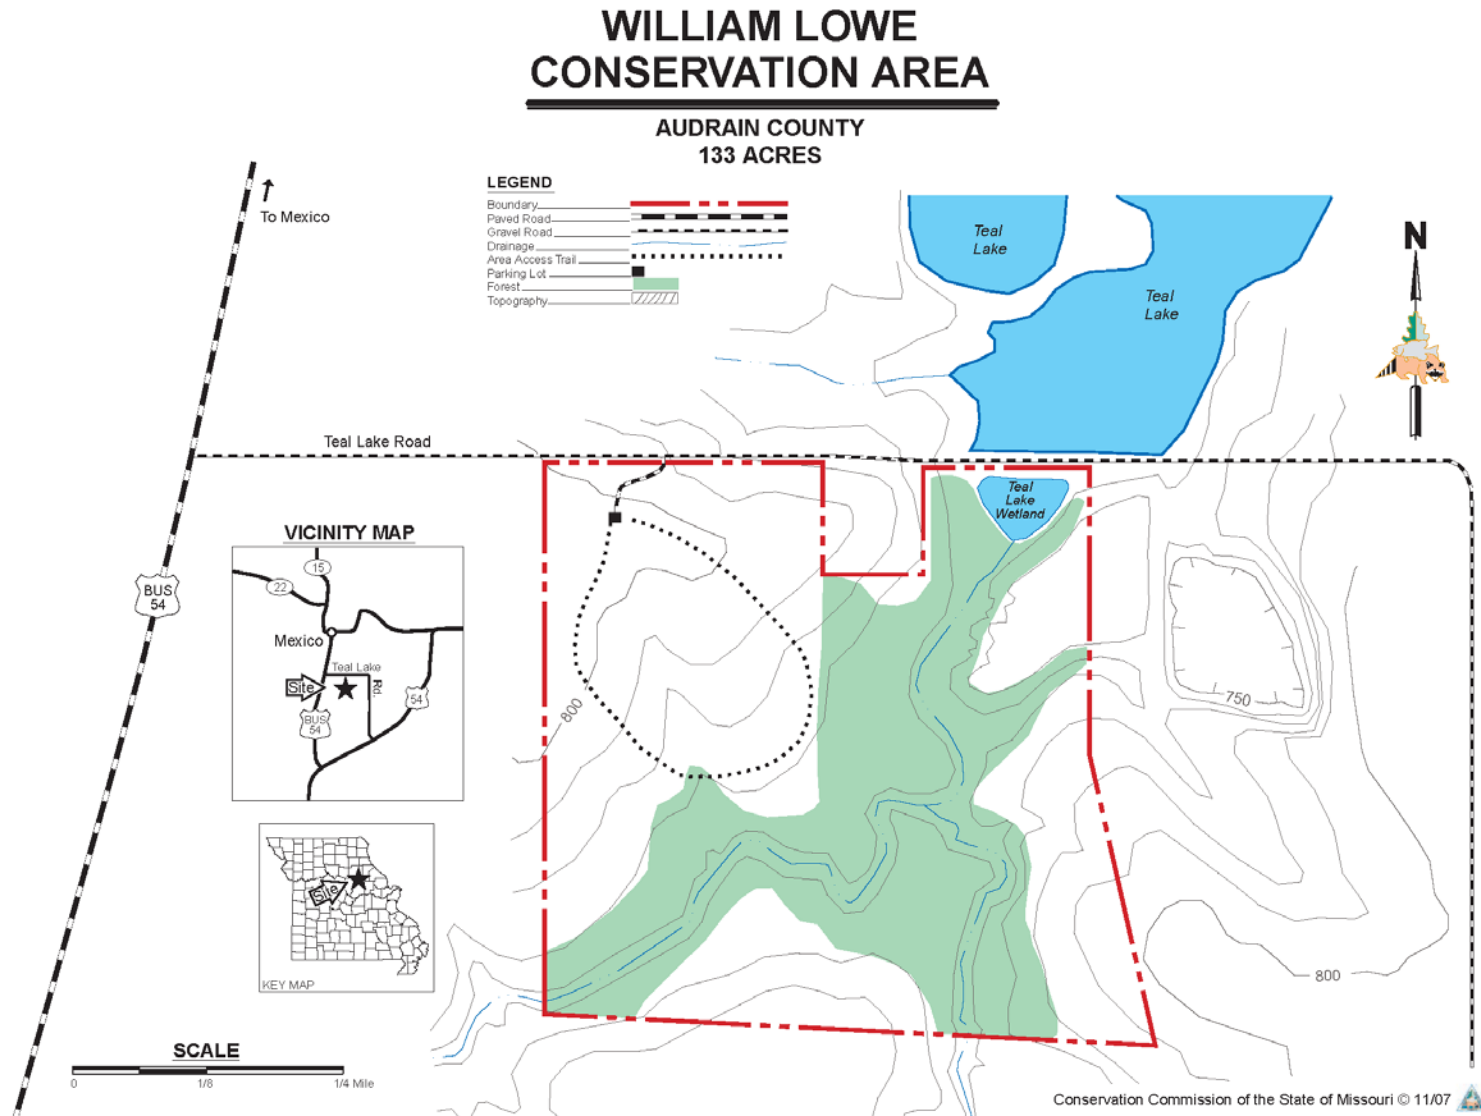 WILLIAM LOWE
CONSERVATION AREA
AUDRAIN COUNTY
133 ACRES
LEGEND
Boundary
Paved Road
Gravel Road
Drainage
Area Access Trail
Parking Lot
Forest
Topography
To Mexico
Teal
Lake
Teal
Lake
N
Teal Lake Road
Teal
Lake
Wetland
VICINITY MAP
15
22
Mexico
Teal Lake
Rd.
Site
54
BUS
54
BUS
54
800
750
Site
KEY MAP
800
SCALE
0 1/8 1/4 Mile
Conservation Commission of the State of Missouri © 11/07